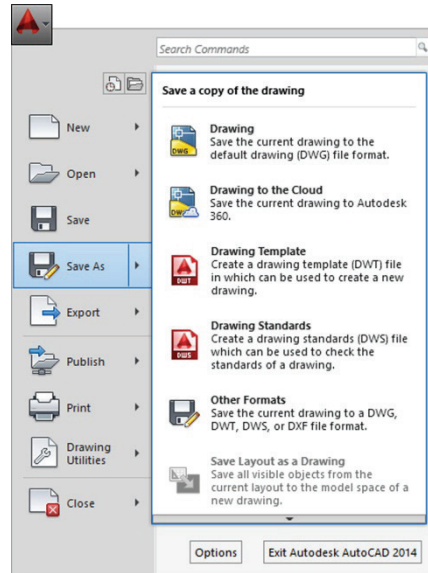 Search Commands
Save a copy of the drawing
New
Open
Save
Save As
Export
Publish
Print
Drawing
Utilities
Close
Drawing
Save the current drawing to the
default drawing (DWG) file format.
DWG
Drawing to the Cloud
Save the current drawing to Autodesk
360.
DW
Drawing Template
Create a drawing template (DWT) file
in which can be used to create a new
drawing.
DWT
Drawing Standards
Create a drawing standards (DWS) file
which can be used to check the
standards of a drawing.
DWS
Other Formats
Save the current drawing to a DWG,
DWT, DWS, or DXF file format.
Save Layout as a Drawing
Save all visible objects from the
current layout to the model space of a
new drawing.
Options
Exit Autodesk AutoCAD 2014